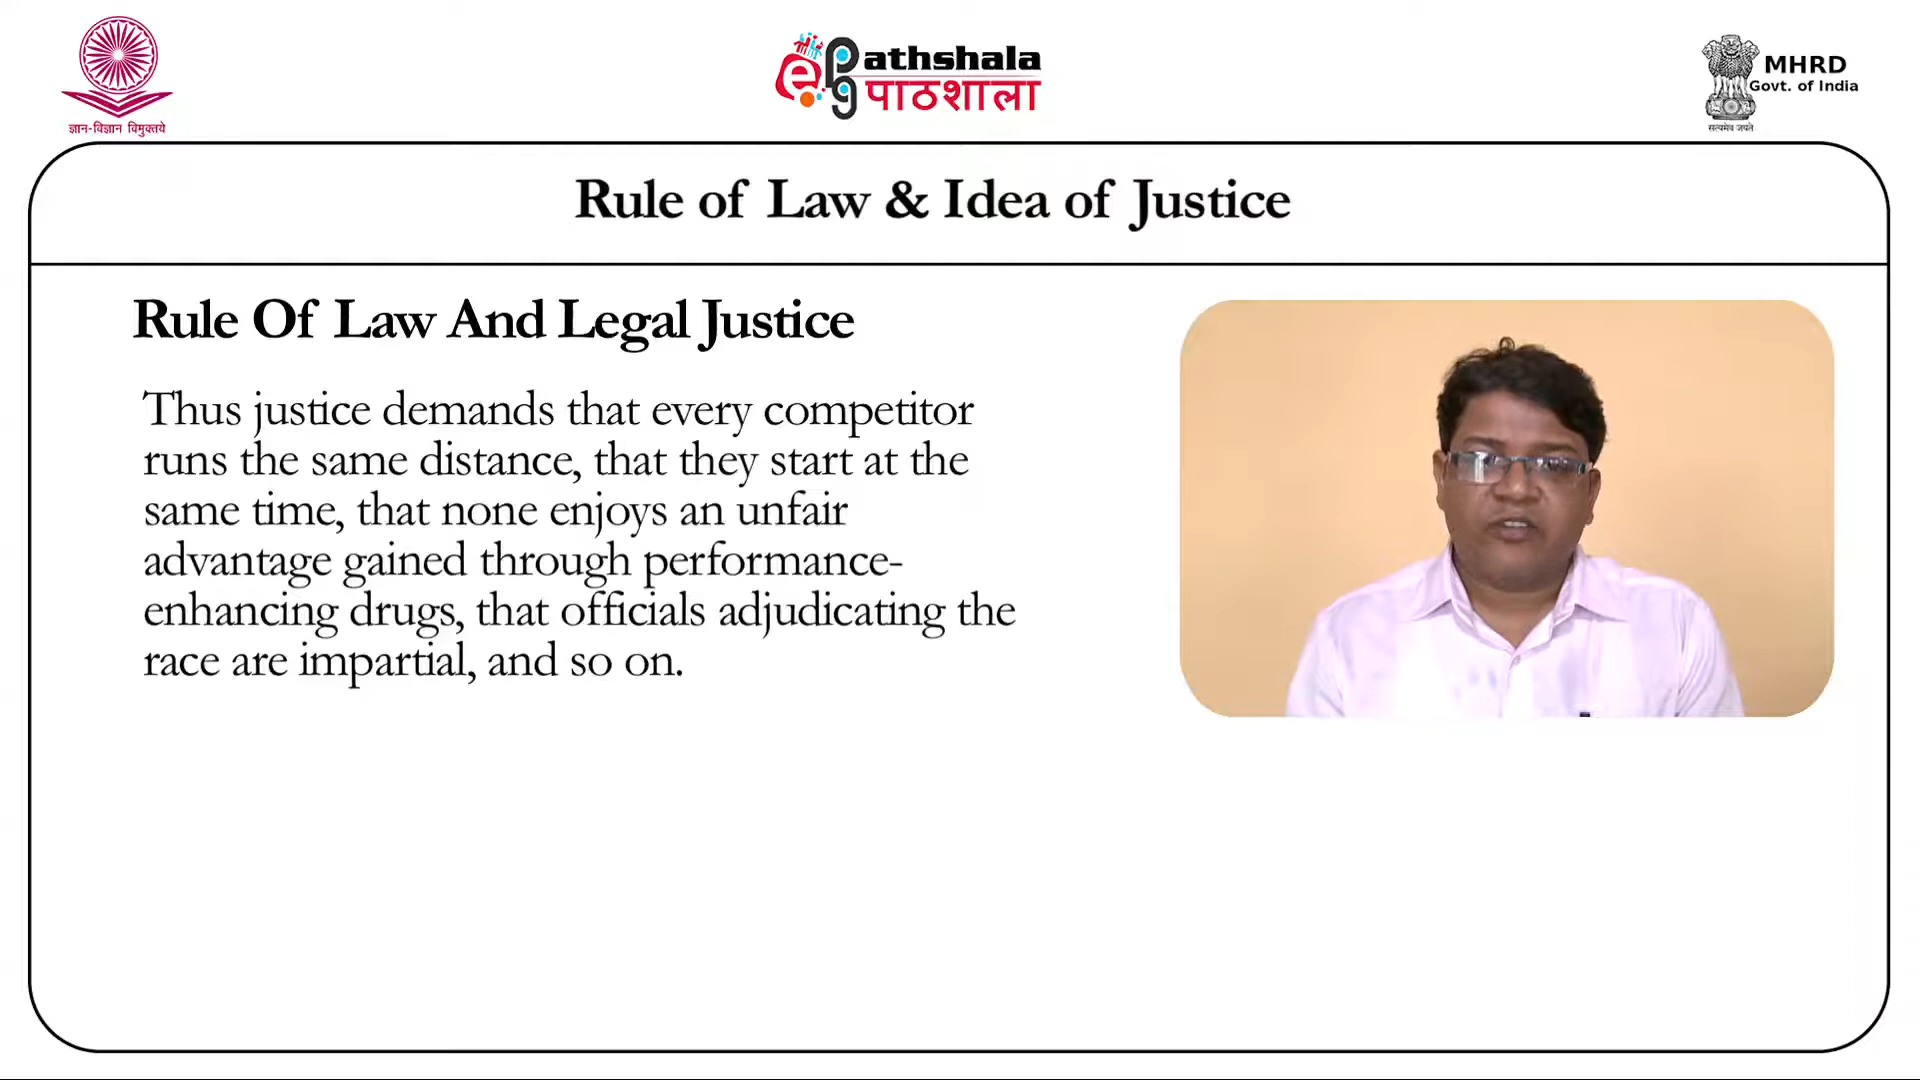 ज्ञान-विज्ञान विमुक्तये
ePathshala
पाठशाला
MHRD
Govt. of India
सत्यमेव जयते
Rule of Law & Idea of Justice
Rule Of Law And Legal Justice
Thus justice demands that every competitor
runs the same distance, that they start at the
same time, that none enjoys an unfair
advantage gained through performance-
enhancing drugs, that officials adjudicating the
race are impartial, and so on.